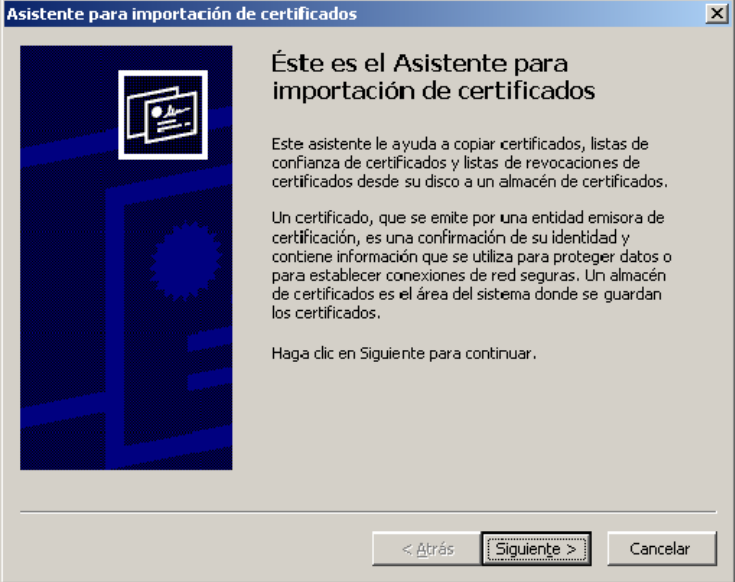 Asistente para importación de certificados
Éste es el Asistente para
importación de certificados
Este asistente le ayuda a copiar certificados, listas de
confianza de certificados y listas de revocaciones de
certificados desde su disco a un almacén de certificados.
Un certificado, que se emite por una entidad emisora de
certificación, es una confirmación de su identidad y
contiene información que se utiliza para proteger datos o
para establecer conexiones de red seguras. Un almacén
de certificados es el área del sistema donde se guardan
los certificados.
Haga clic en Siguiente para continuar.
< Atrás Siguiente > Cancelar